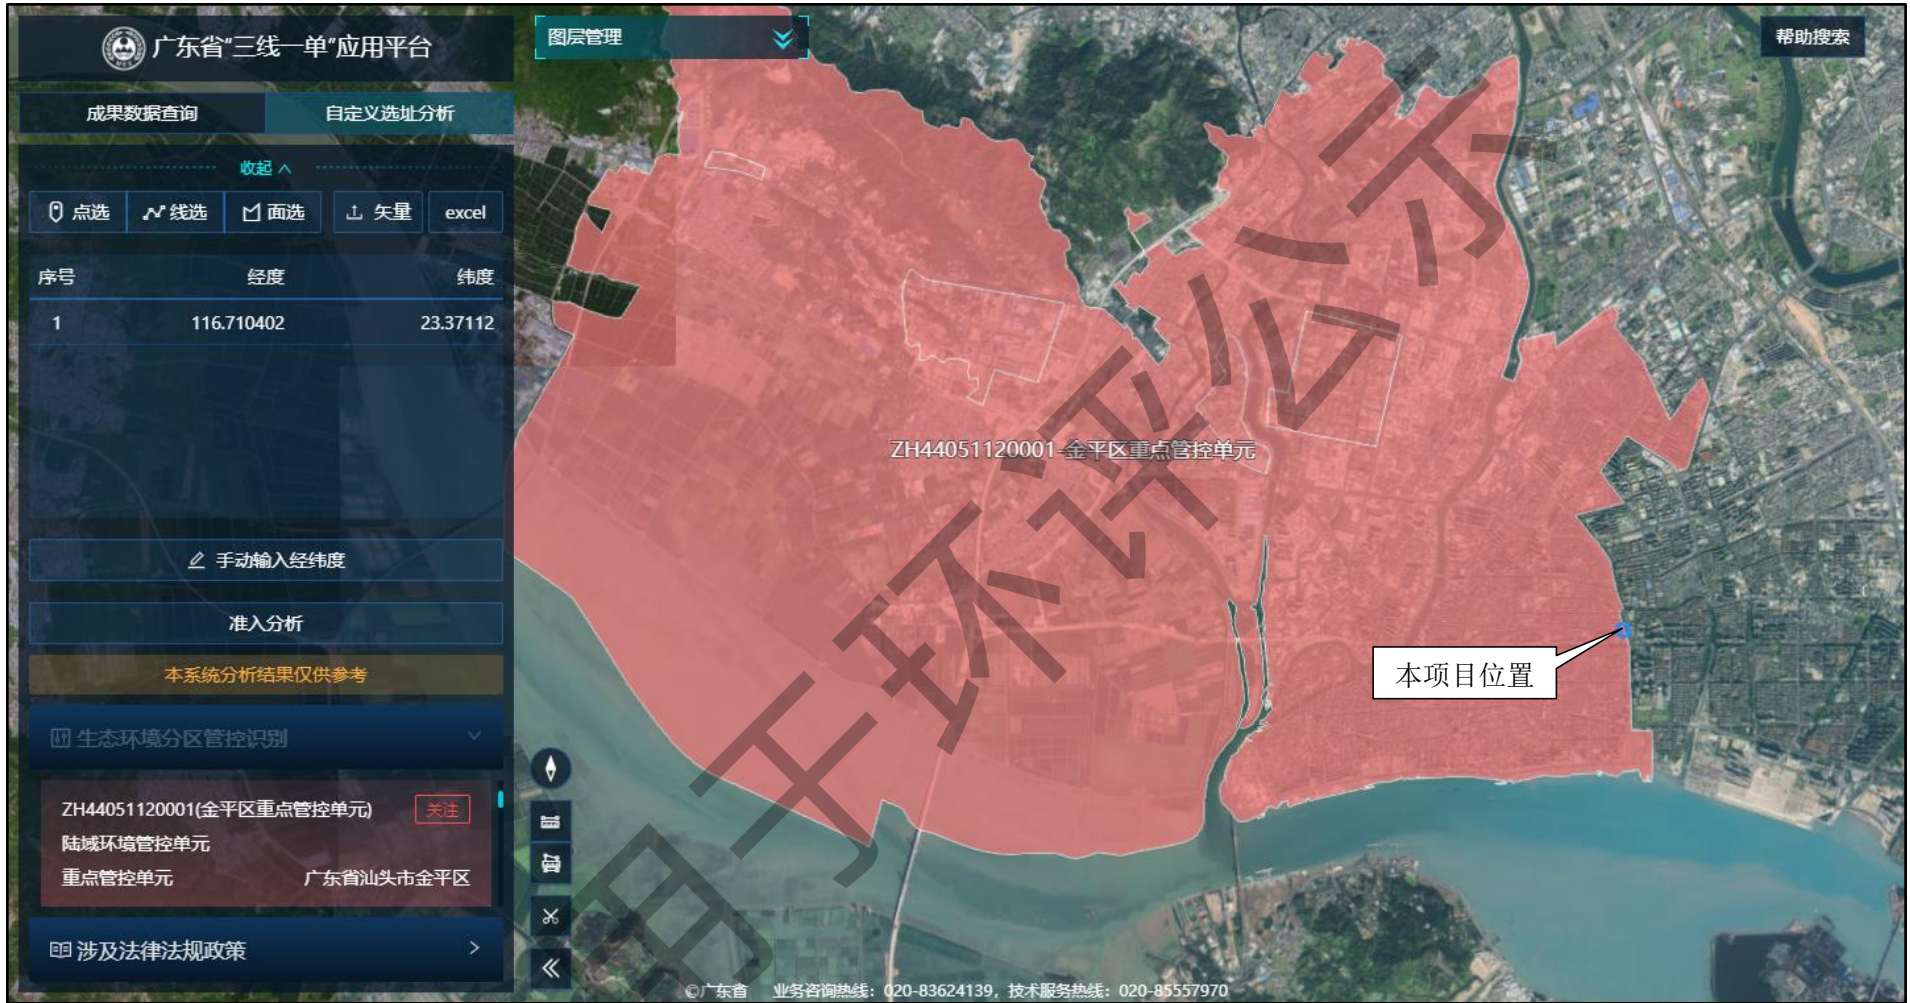 广东省“三线一单”应用平台
成果数据查询
自定义选址分析
收起
点选
线选
面选
矢量
excel
序号 经度 纬度
1 116.710402 23.37112
手动输入经纬度
准入分析
本系统分析结果仅供参考
生态环境分区管控识别
ZH44051120001(金平区重点管控单元) 关注
陆域环境管控单元
重点管控单元 广东省汕头市金平区
涉及法律法规政策
图层管理
帮助搜索
ZH44051120001-金平区重点管控单元
本项目位置
用于环评公示
©广东省 业务咨询热线：020-83624139，技术服务热线：020-85557970